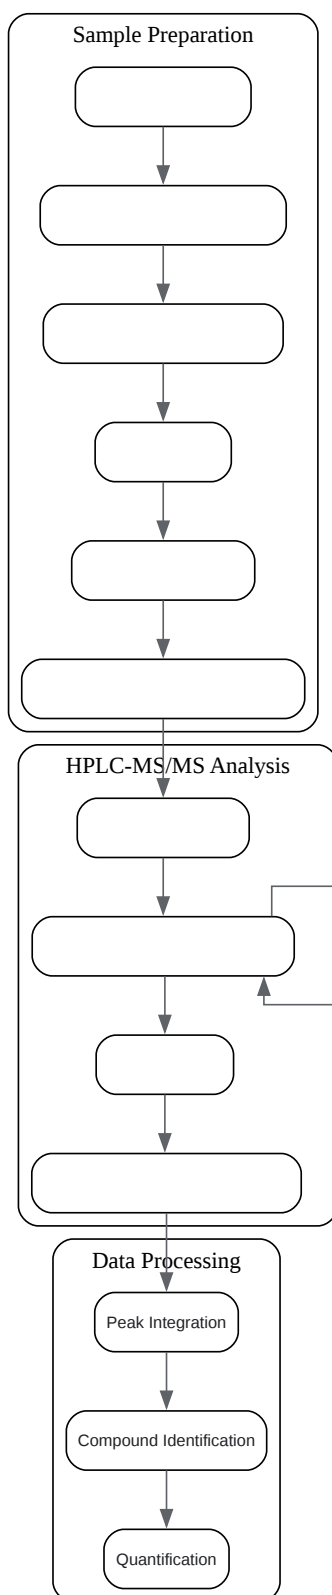 Sample Preparation
HPLC-MS/MS Analysis
Data Processing
Peak Integration
Compound Identification
Quantification